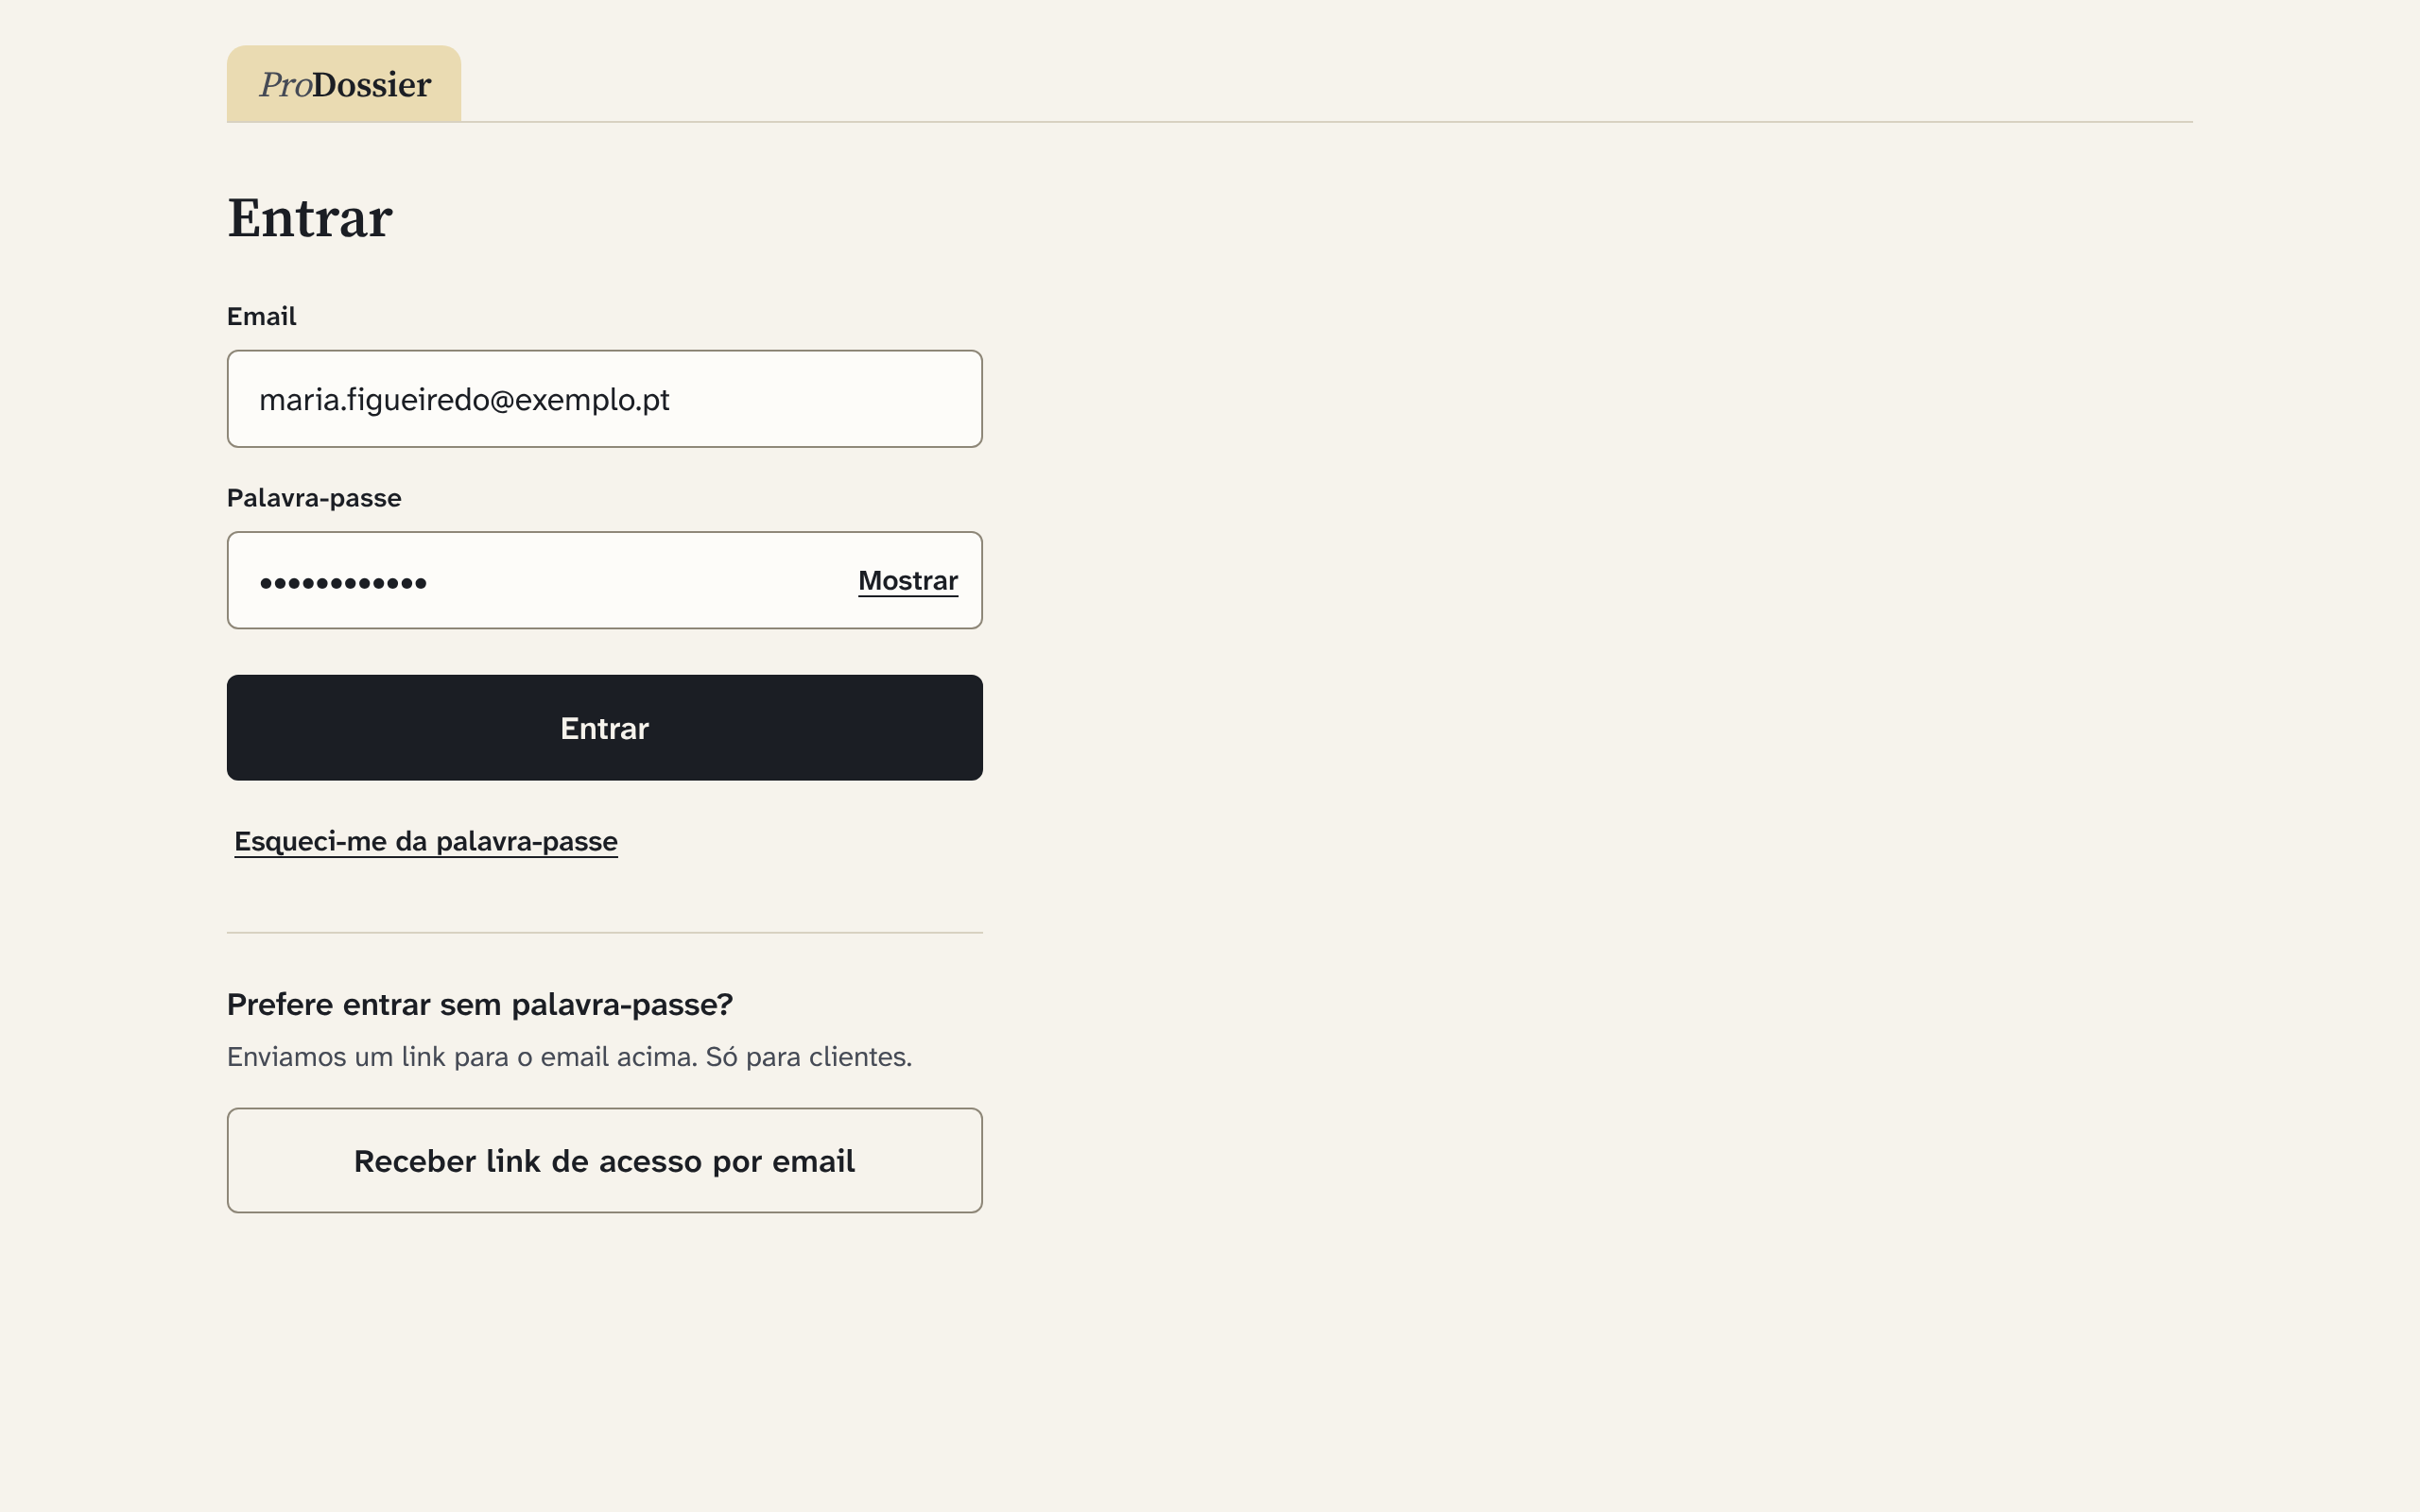 ProDossier
Entrar
Email
maria.figueiredo@exemplo.pt
Palavra-passe
••••••••••••
Mostrar
Entrar
Esqueci-me da palavra-passe
Prefere entrar sem palavra-passe?
Enviamos um link para o email acima. Só para clientes.
Receber link de acesso por email